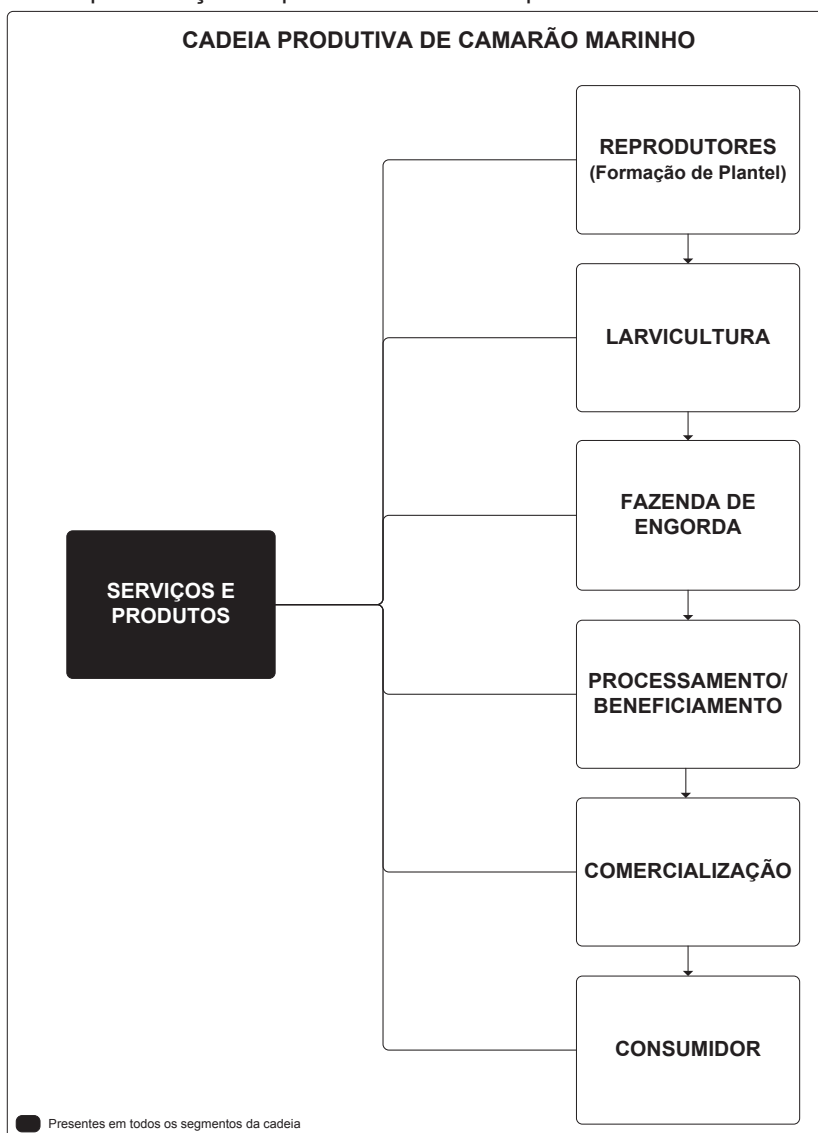 CADEIA PRODUTIVA DE CAMARÃO MARINHO
REPRODUTORES
(Formação de Plantel)
LARVICULTURA
FAZENDA DE
ENGORDA
SERVIÇOS E
PRODUTOS
PROCESSAMENTO/
BENEFICIAMENTO
COMERCIALIZAÇÃO
CONSUMIDOR
Presentes em todos os segmentos da cadeia